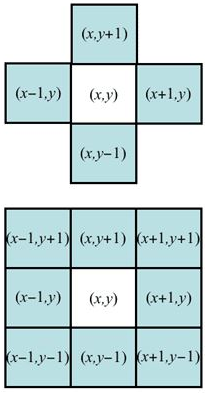 (x,y+1)
(x−1,y) (x,y) (x+1,y)
(x,y−1)
(x−1,y+1) (x,y+1) (x+1,y+1)
(x−1,y) (x,y) (x+1,y)
(x−1,y−1) (x,y−1) (x+1,y−1)